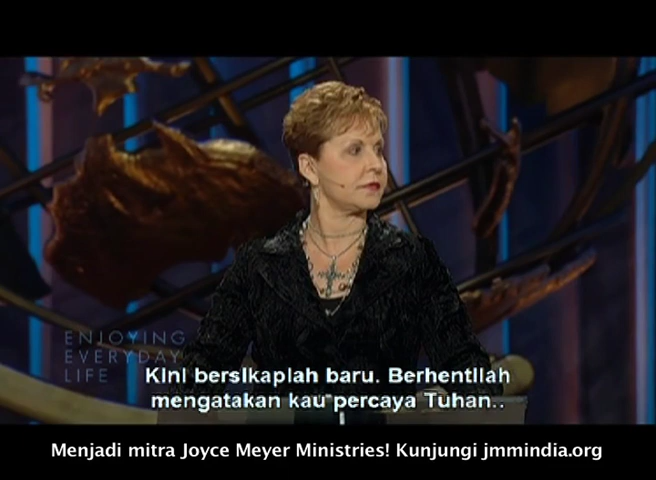 ENJOYING
EVERYDAY
LIFE
Kini bersikaplah baru. Berhentilah
mengatakan kau percaya Tuhan..
Menjadi mitra Joyce Meyer Ministries! Kunjungi jmmindia.org